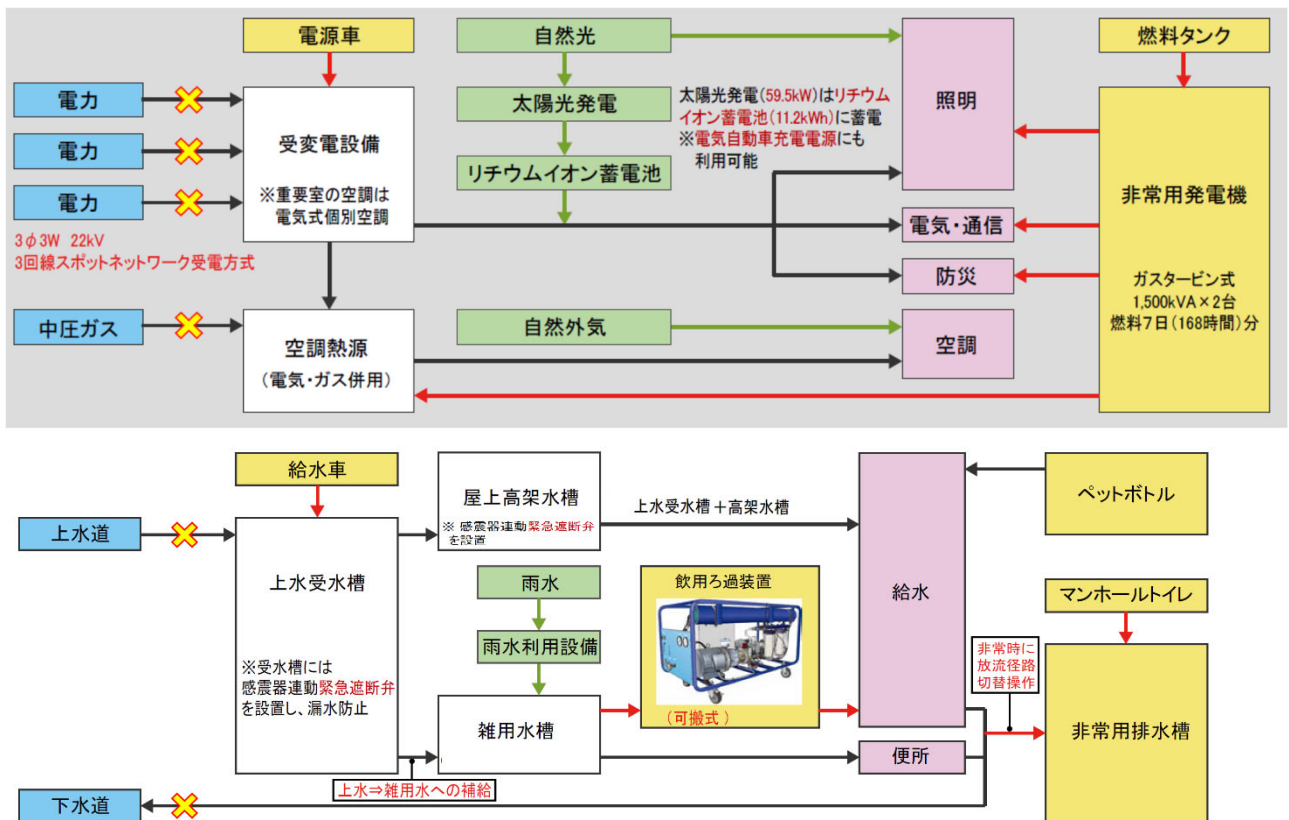 電源車
自然光
燃料タンク
電力
電力
電力
受変電設備
※重要室の空調は
電気式個別空調
太陽光発電
リチウムイオン蓄電池
太陽光発電(59.5kW)はリチウム
イオン蓄電池(11.2kWh)に蓄電
※電気自動車充電電源にも
利用可能
照明
電気・通信
防災
非常用発電機
ガスタービン式
1,500kVA×2台
燃料7日(168時間)分
3φ3W 22kV
3回線スポットネットワーク受電方式
中圧ガス
空調熱源
(電気・ガス併用)
自然外気
空調
給水車
上水道
上水受水槽
※受水槽には
感震器連動緊急遮断弁
を設置し、漏水防止
屋上高架水槽
※ 感震器連動緊急遮断弁
を設置
上水受水槽+高架水槽
雨水
雨水利用設備
雑用水槽
飲用ろ過装置
(可搬式)
給水
便所
ペットボトル
マンホールトイレ
非常時に
放流経路
切替操作
非常用排水槽
上水⇒雑用水への補給
下水道